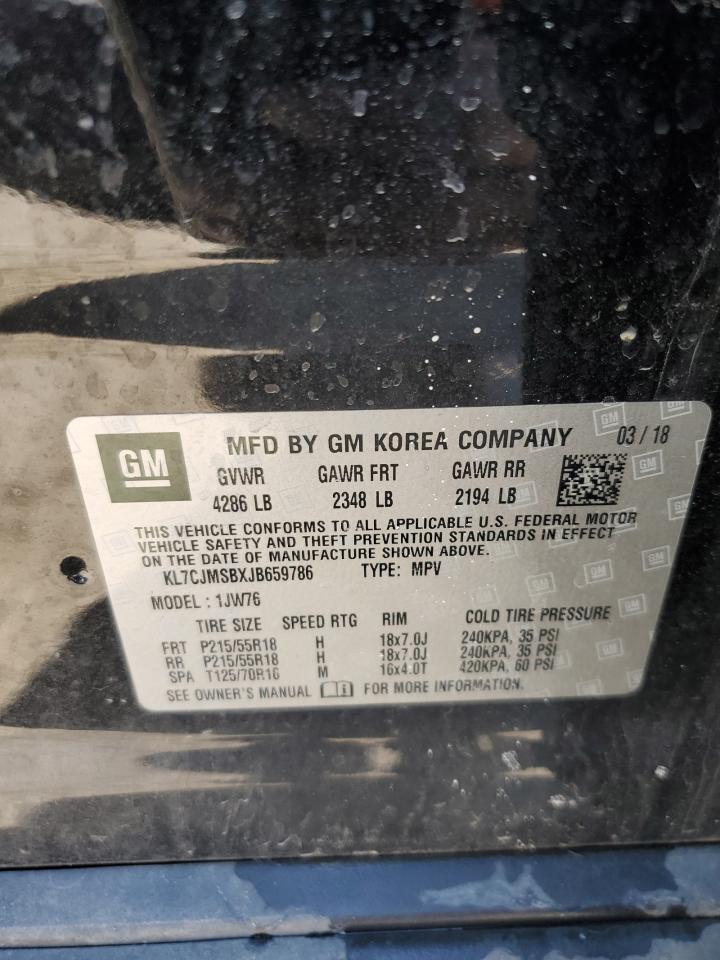 GM
MFD BY GM KOREA COMPANY 03 / 18
GVWR GAWR FRT GAWR RR
4286 LB 2348 LB 2194 LB
THIS VEHICLE CONFORMS TO ALL APPLICABLE U.S. FEDERAL MOTOR
VEHICLE SAFETY AND THEFT PREVENTION STANDARDS IN EFFECT
ON THE DATE OF MANUFACTURE SHOWN ABOVE.
KL7CJMSBXJB659786 TYPE: MPV
MODEL : 1JW76
TIRE SIZE SPEED RTG RIM COLD TIRE PRESSURE
FRT P215/55R18 H 18x7.0J 240KPA, 35 PSI
RR P215/55R18 H 18x7.0J 240KPA, 35 PSI
SPA T125/70R16 M 16x4.0T 420KPA, 60 PSI
SEE OWNER'S MANUAL FOR MORE INFORMATION.